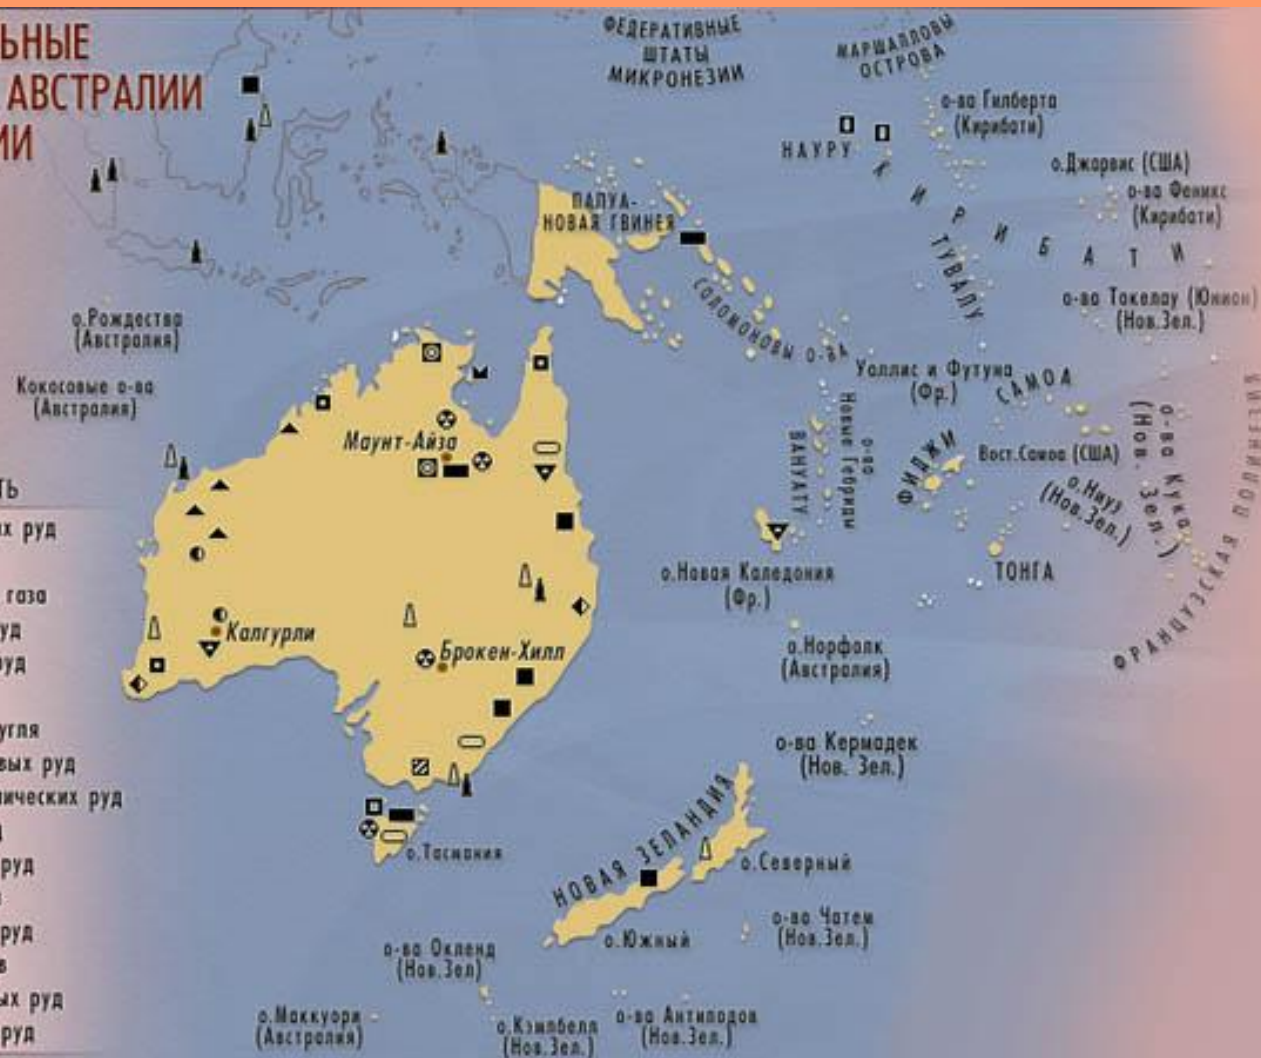 ЬНЫЕ
АВСТРАЛИИ
ИИ
ФЕДЕРАТИВНЫЕ
ШТАТЫ
МИКРОНЕЗИИ
МАРШАЛЛОВЫ
ОСТРОВА
о-ва Гилберта
(Кирибати)
НАУРУ
КИРИБАТИ
о.Джарвис (США)
о-ва Феникс
(Кирибати)
ПАПУА-
НОВАЯ ГВИНЕЯ
ТУВАЛУ
о-ва Токелау (Юнион)
(Нов.Зел.)
СОЛОМОНОВЫ О-ВА
о.Рождества
(Австралия)
Кокосовые о-ва
(Австралия)
Уоллис и Футуна
(Фр.)
САМОА
Маунт-Айза
ВАНУАТУ
Новые Гебриды
о-ва
ФИДЖИ
Вост.Самоа (США)
о.Ниуэ
(Нов.Зел.)
о-ва Кука
(Нов. Зел.)
ФРАНЦУЗСКАЯ ПОЛИНЕЗИЯ
ТОНГА
о.Новая Каледония
(Фр.)
Калгурли
Брокен-Хилл
о.Норфолк
(Австралия)
о-ва Кермадек
(Нов. Зел.)
НОВАЯ ЗЕЛАНДИЯ
о.Тасмания
о.Северный
о.Южный
о-ва Чатем
(Нов.Зел.)
о-ва Окленд
(Нов.Зел)
о.Маккуори
(Австралия)
о.Кэмпбелл
(Нов.Зел.)
о-ва Антиподов
(Нов.Зел.)
ТЬ
их руд
газа
уд
руд
угля
вых руд
ических руд
руд
руд
в
ых руд
руд